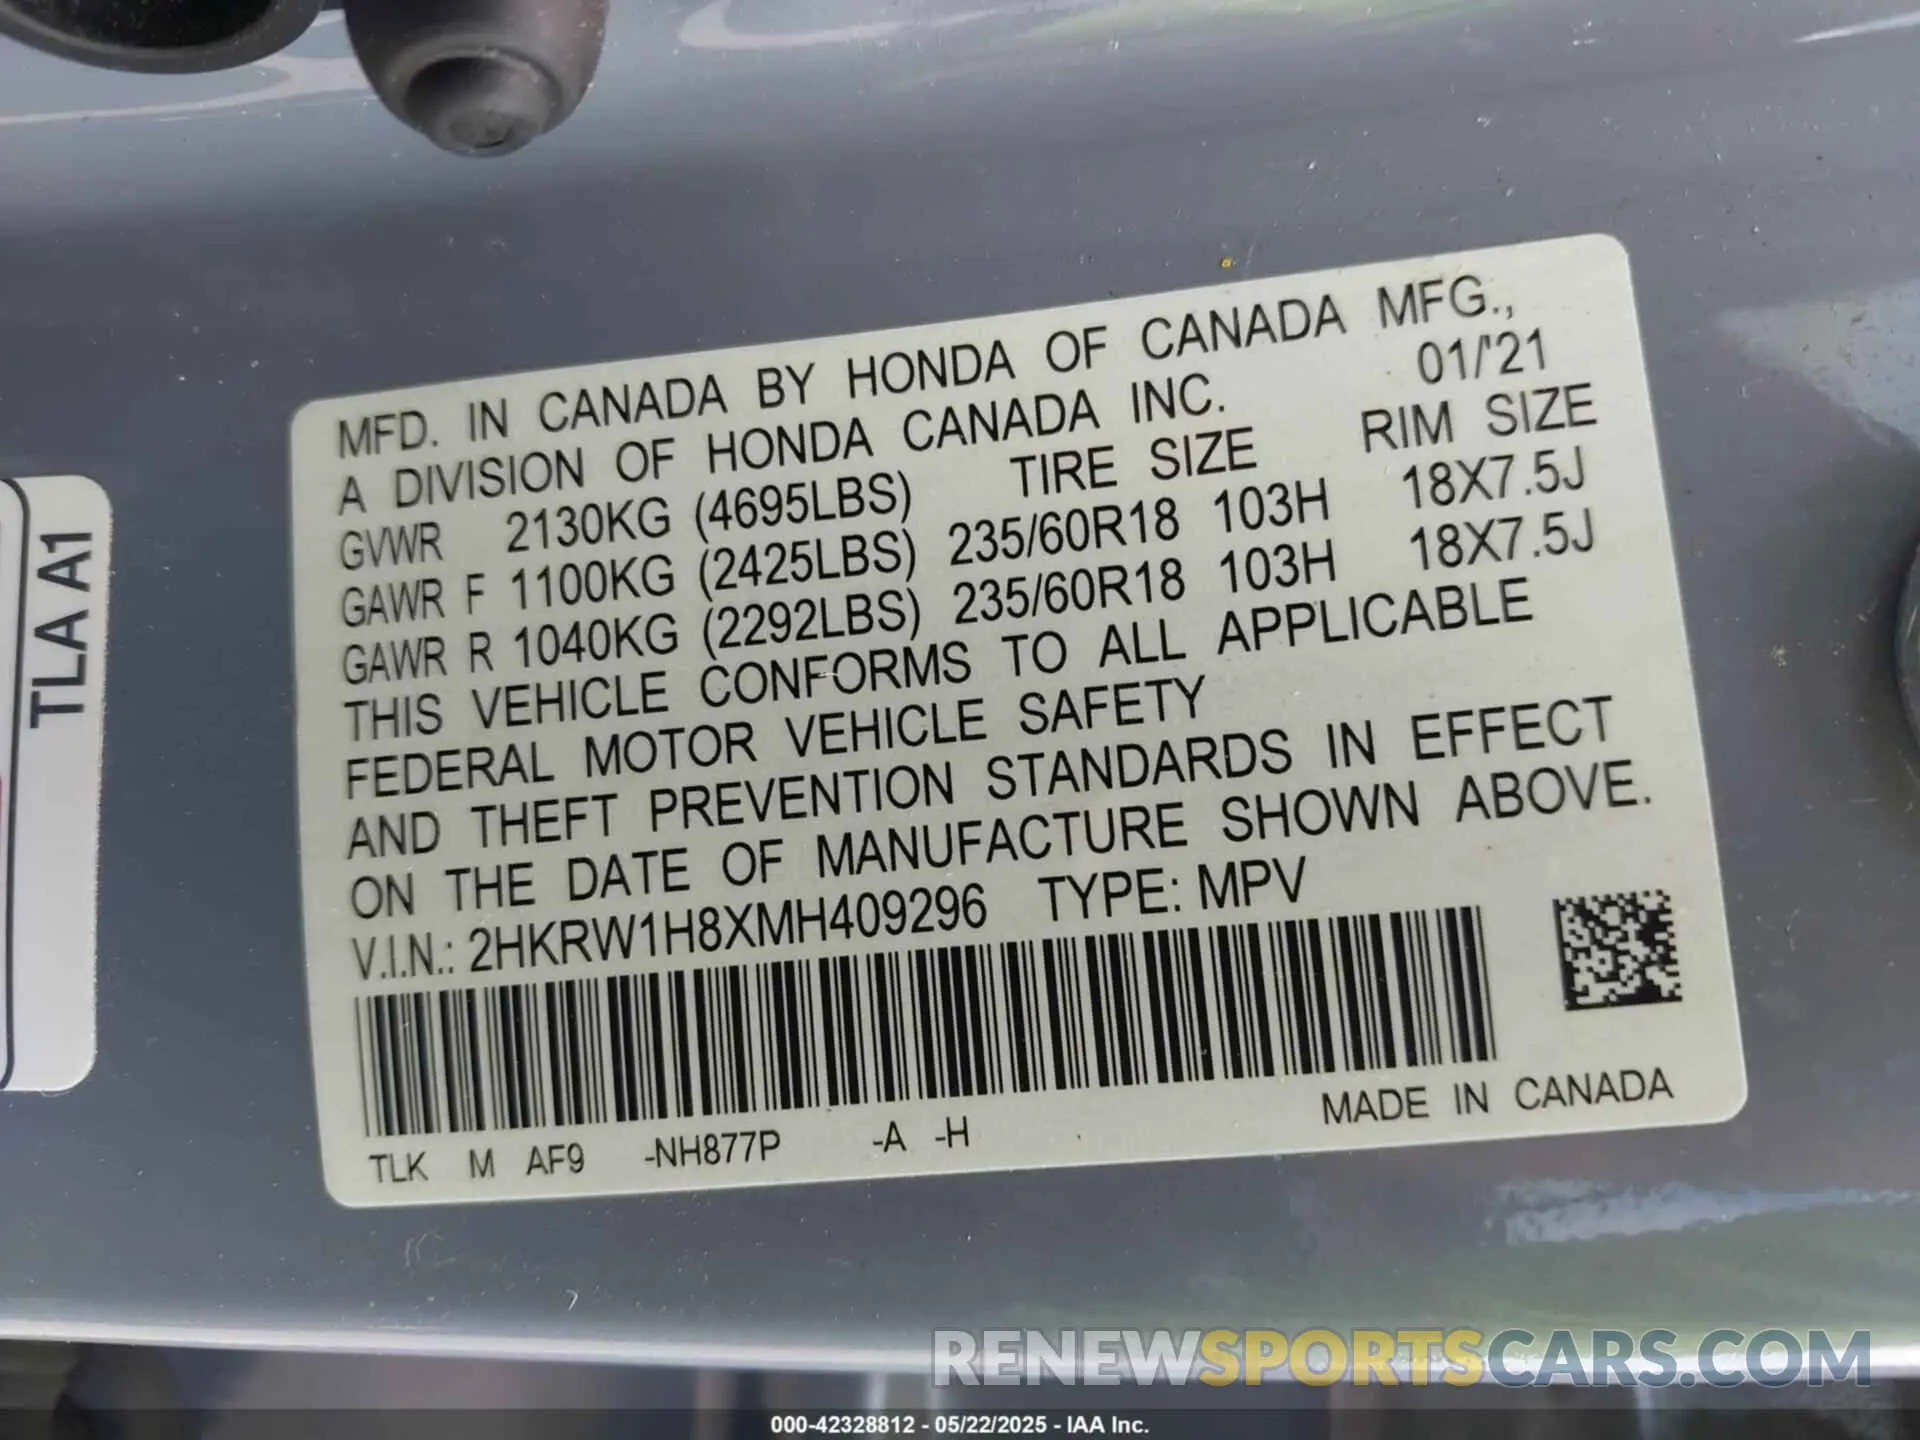 MFD. IN CANADA BY HONDA OF CANADA MFG.,
A DIVISION OF HONDA CANADA INC. 01/'21
GVWR 2130KG (4695LBS) TIRE SIZE RIM SIZE
GAWR F 1100KG (2425LBS) 235/60R18 103H 18X7.5J
GAWR R 1040KG (2292LBS) 235/60R18 103H 18X7.5J
THIS VEHICLE CONFORMS TO ALL APPLICABLE
FEDERAL MOTOR VEHICLE SAFETY
AND THEFT PREVENTION STANDARDS IN EFFECT
ON THE DATE OF MANUFACTURE SHOWN ABOVE.
V.I.N.: 2HKRW1H8XMH409296 TYPE: MPV
MADE IN CANADA
TLK M AF9 -NH877P -A -H
TLA A1
RENEWSPORTSCARS.COM
000-42328812 - 05/22/2025 - IAA Inc.